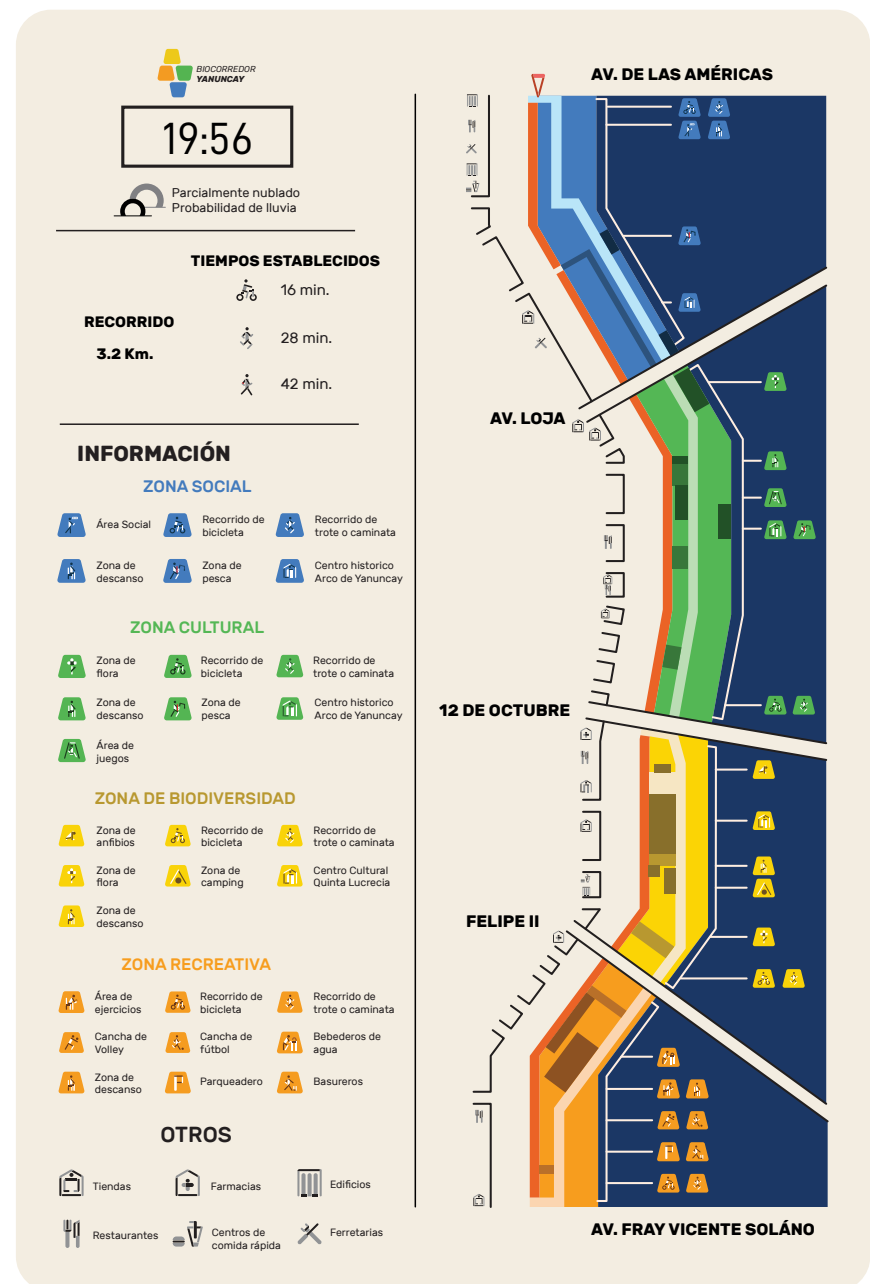 BIOCORREDOR
YANUNCAY
19:56
Parcialmente nublado
Probabilidad de lluvia
TIEMPOS ESTABLECIDOS
16 min.
RECORRIDO
28 min.
3.2 Km.
42 min.
INFORMACIÓN
ZONA SOCIAL
Área Social
Recorrido de
bicicleta
Recorrido de
trote o caminata
Zona de
descanso
Zona de
pesca
Centro historico
Arco de Yanuncay
ZONA CULTURAL
Zona de
flora
Recorrido de
bicicleta
Recorrido de
trote o caminata
Zona de
descanso
Zona de
pesca
Centro historico
Arco de Yanuncay
Área de
juegos
ZONA DE BIODIVERSIDAD
Zona de
anfibios
Recorrido de
bicicleta
Recorrido de
trote o caminata
Zona de
flora
Zona de
camping
Centro Cultural
Quinta Lucrecia
Zona de
descanso
ZONA RECREATIVA
Área de
ejercicios
Recorrido de
bicicleta
Recorrido de
trote o caminata
Cancha de
Volley
Cancha de
fútbol
Bebederos de
agua
Zona de
descanso
Parqueadero
Basureros
OTROS
Tiendas
Farmacias
Edificios
Restaurantes
Centros de
comida rápida
Ferretarias
AV. DE LAS AMÉRICAS
AV. LOJA
12 DE OCTUBRE
FELIPE II
AV. FRAY VICENTE SOLÁNO